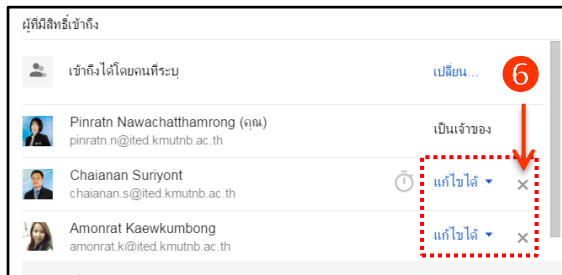 ผู้ที่มีสิทธิ์เข้าถึง
เข้าถึงได้โดยคนที่ระบุ
เปลี่ยน...
6
Pinratn Nawachatthamrong (คุณ)
pinratn.n@ited.kmutnb.ac.th
เป็นเจ้าของ
Chaianan Suriyont
chaianan.s@ited.kmutnb.ac.th
แก้ไขได้
Amonrat Kaewkumbong
amonrat.k@ited.kmutnb.ac.th
แก้ไขได้